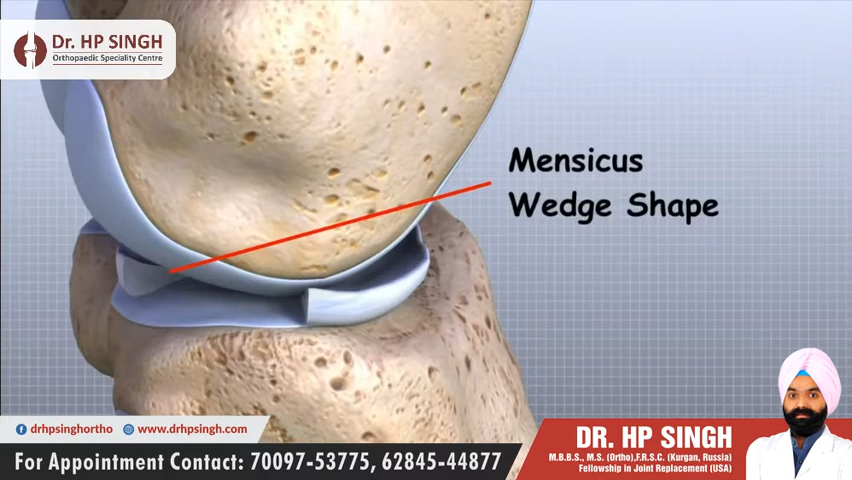 Dr. HP SINGH
Orthopaedic Speciality Centre
Mensicus
Wedge Shape
drhpsinghortho
www.drhpsingh.com
For Appointment Contact: 70097-53775, 62845-44877
DR. HP SINGH
M.B.B.S., M.S. (Ortho),F.R.S.C. (Kurgan, Russia)
Fellowship in Joint Replacement (USA)